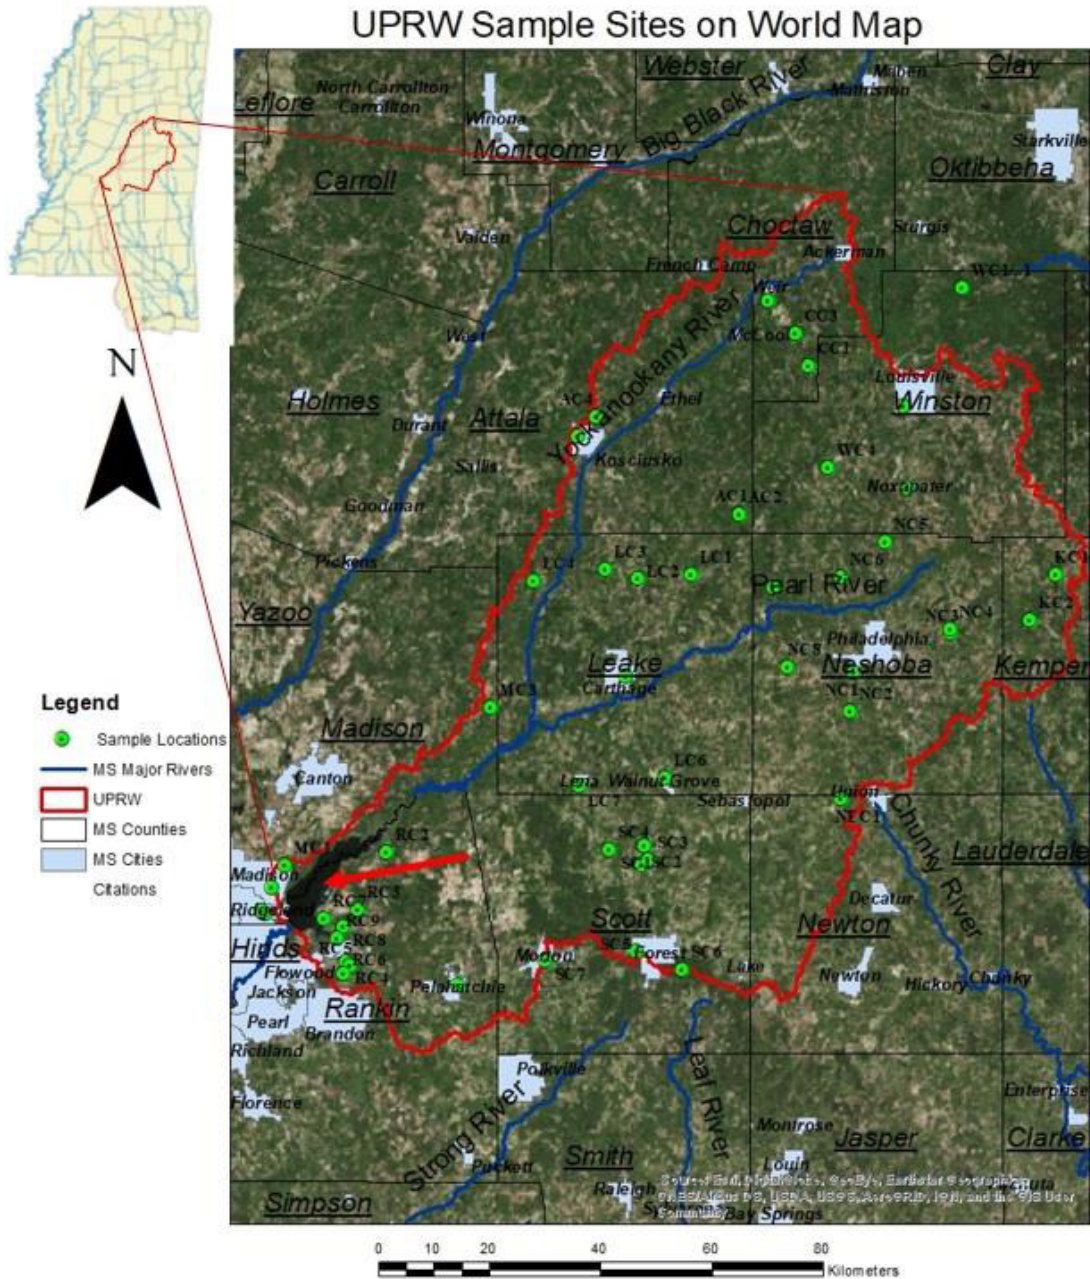 UPRW Sample Sites on World Map
Webster
Clay
North Carrollton
Carrollton
Leflore
Maben
Mathiston
Winona
Big Black River
Starkville
Montgomery
Oktibbeha
Carroll
Choctaw
Sturgis
Vaiden
Ackerman
French Camp
Weir
West
McCool
CC3
N
Yockanookany River
Louisville
Holmes
Ethel
Winston
Attala
Durant
Kosciusko
Sallis
WC4
Noxapater
Goodman
AC1
AC2
NC5
Pickens
LC3
LC1
NC6
LC4
LC2
Pearl River
KC2
Yazoo
NC3
NC4
Philadelphia
NC8
Leake
Neshoba
Kemper
Carthage
MC3
NC1
NC2
Legend
Sample Locations
Madison
MS Major Rivers
Canton
LC6
Lena
Walnut Grove
UPRW
LC7
Sebastopol
Union
MS Counties
Chunky River
RC2
SC4
SC3
Lauderdale
MS Cities
Madison
SC2
Citations
RC3
Decatur
Ridgeland
RC9
Scott
Newton
Hinds
RC5
RC8
SC5
Forest
SC6
Flowood
RC6
Morton
SC7
Lake
RC4
Pelahatchie
Newton
Hickory
Chunky
Jackson
Rankin
Pearl
Brandon
Richland
Leaf River
Polkville
Enterprise
Florence
Strong River
Montrose
Jasper
Clarke
Puckett
Smith
Louin
Raleigh
Simpson
Bay Springs
0 10 20 40 60 80
Kilometers